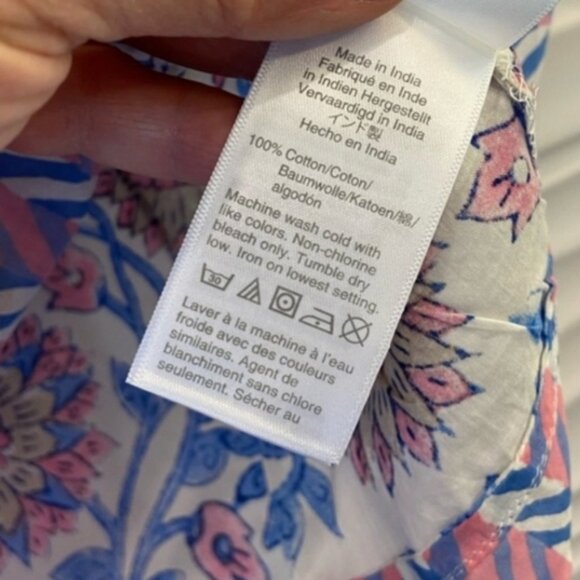 Made in India
Fabriqué en Inde
in Indien Hergestellt
Vervaardigd in India
インド製
Hecho en India
100% Cotton/Coton/
Baumwolle/Katoen/綿/
algodón
Machine wash cold with
like colors. Non-chlorine
bleach only. Tumble dry
low. Iron on lowest setting.
30
Laver à la machine à l'eau
froide avec des couleurs
similaires. Agent de
blanchiment sans chlore
seulement. Sécher au